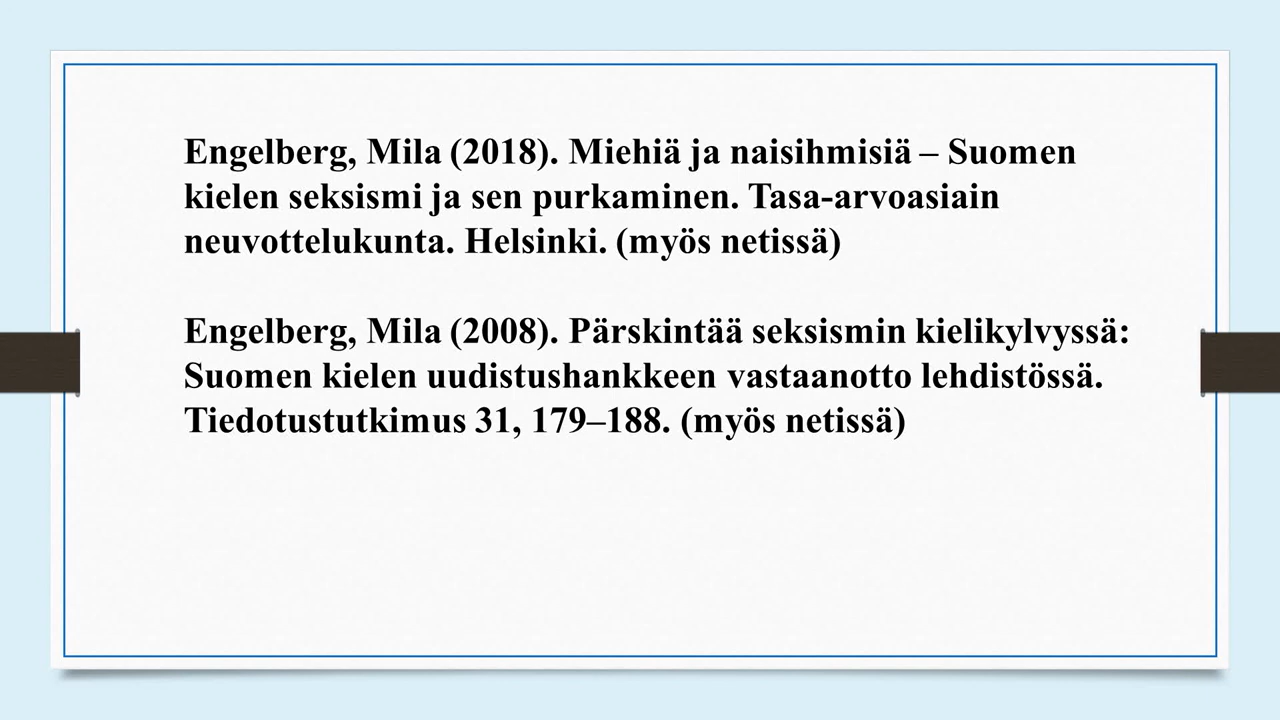 Engelberg, Mila (2018). Miehiä ja naisihmisiä – Suomen
kielen seksismi ja sen purkaminen. Tasa-arvoasiain
neuvottelukunta. Helsinki. (myös netissä)
Engelberg, Mila (2008). Pärskintää seksismin kielikylvyssä:
Suomen kielen uudistushankkeen vastaanotto lehdistössä.
Tiedotustutkimus 31, 179–188. (myös netissä)